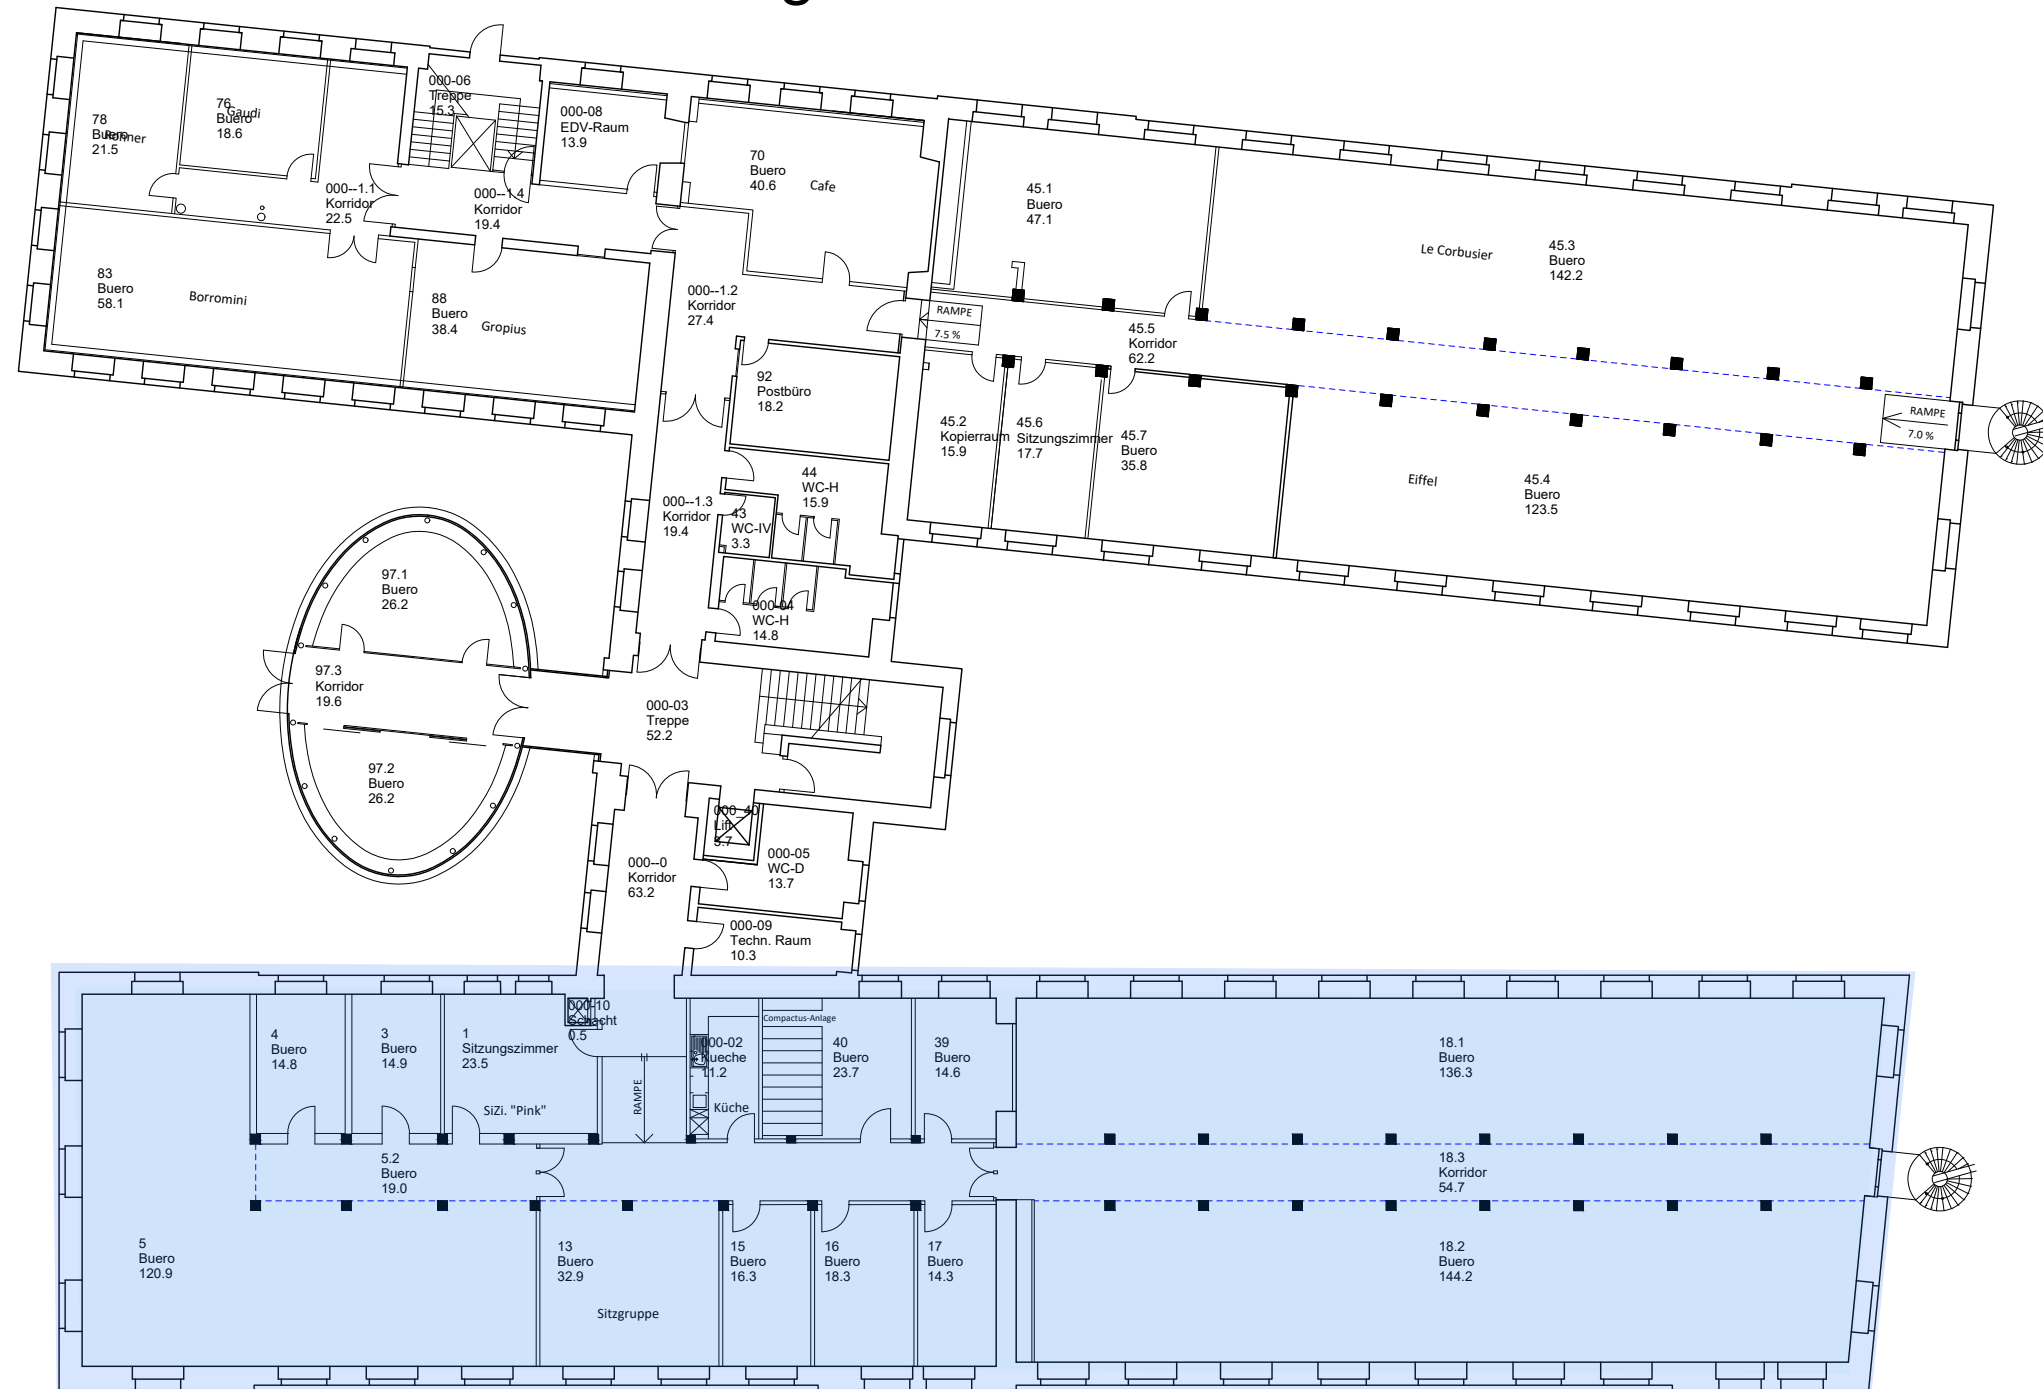 000-06
Treppe
15.3
78
Buero
Rohner
21.5
76
Gaudi
Buero
18.6
000-08
EDV-Raum
13.9
70
Buero
40.6
Cafe
000--1.1
Korridor
22.5
000--1.4
Korridor
19.4
45.1
Buero
47.1
Le Corbusier
45.3
Buero
142.2
83
Buero
58.1
Borromini
88
Buero
38.4
Gropius
000--1.2
Korridor
27.4
RAMPE
7.5 %
45.5
Korridor
62.2
92
Postbüro
18.2
45.2
Kopierraum
15.9
45.6
Sitzungszimmer
17.7
45.7
Buero
35.8
RAMPE
7.0 %
Eiffel
45.4
Buero
123.5
44
WC-H
15.9
000--1.3
Korridor
19.4
43
WC-IV
3.3
97.1
Buero
26.2
000-04
WC-H
14.8
97.3
Korridor
19.6
000-03
Treppe
52.2
97.2
Buero
26.2
000_40
Lift
3.7
000--0
Korridor
63.2
000-05
WC-D
13.7
000-09
Techn. Raum
10.3
000-10
Schacht
0.5
4
Buero
14.8
3
Buero
14.9
1
Sitzungszimmer
23.5
SiZi. "Pink"
RAMPE
000-02
Kueche
11.2
Küche
Compactus-Anlage
40
Buero
23.7
39
Buero
14.6
18.1
Buero
136.3
5.2
Buero
19.0
18.3
Korridor
54.7
5
Buero
120.9
13
Buero
32.9
Sitzgruppe
15
Buero
16.3
16
Buero
18.3
17
Buero
14.3
18.2
Buero
144.2